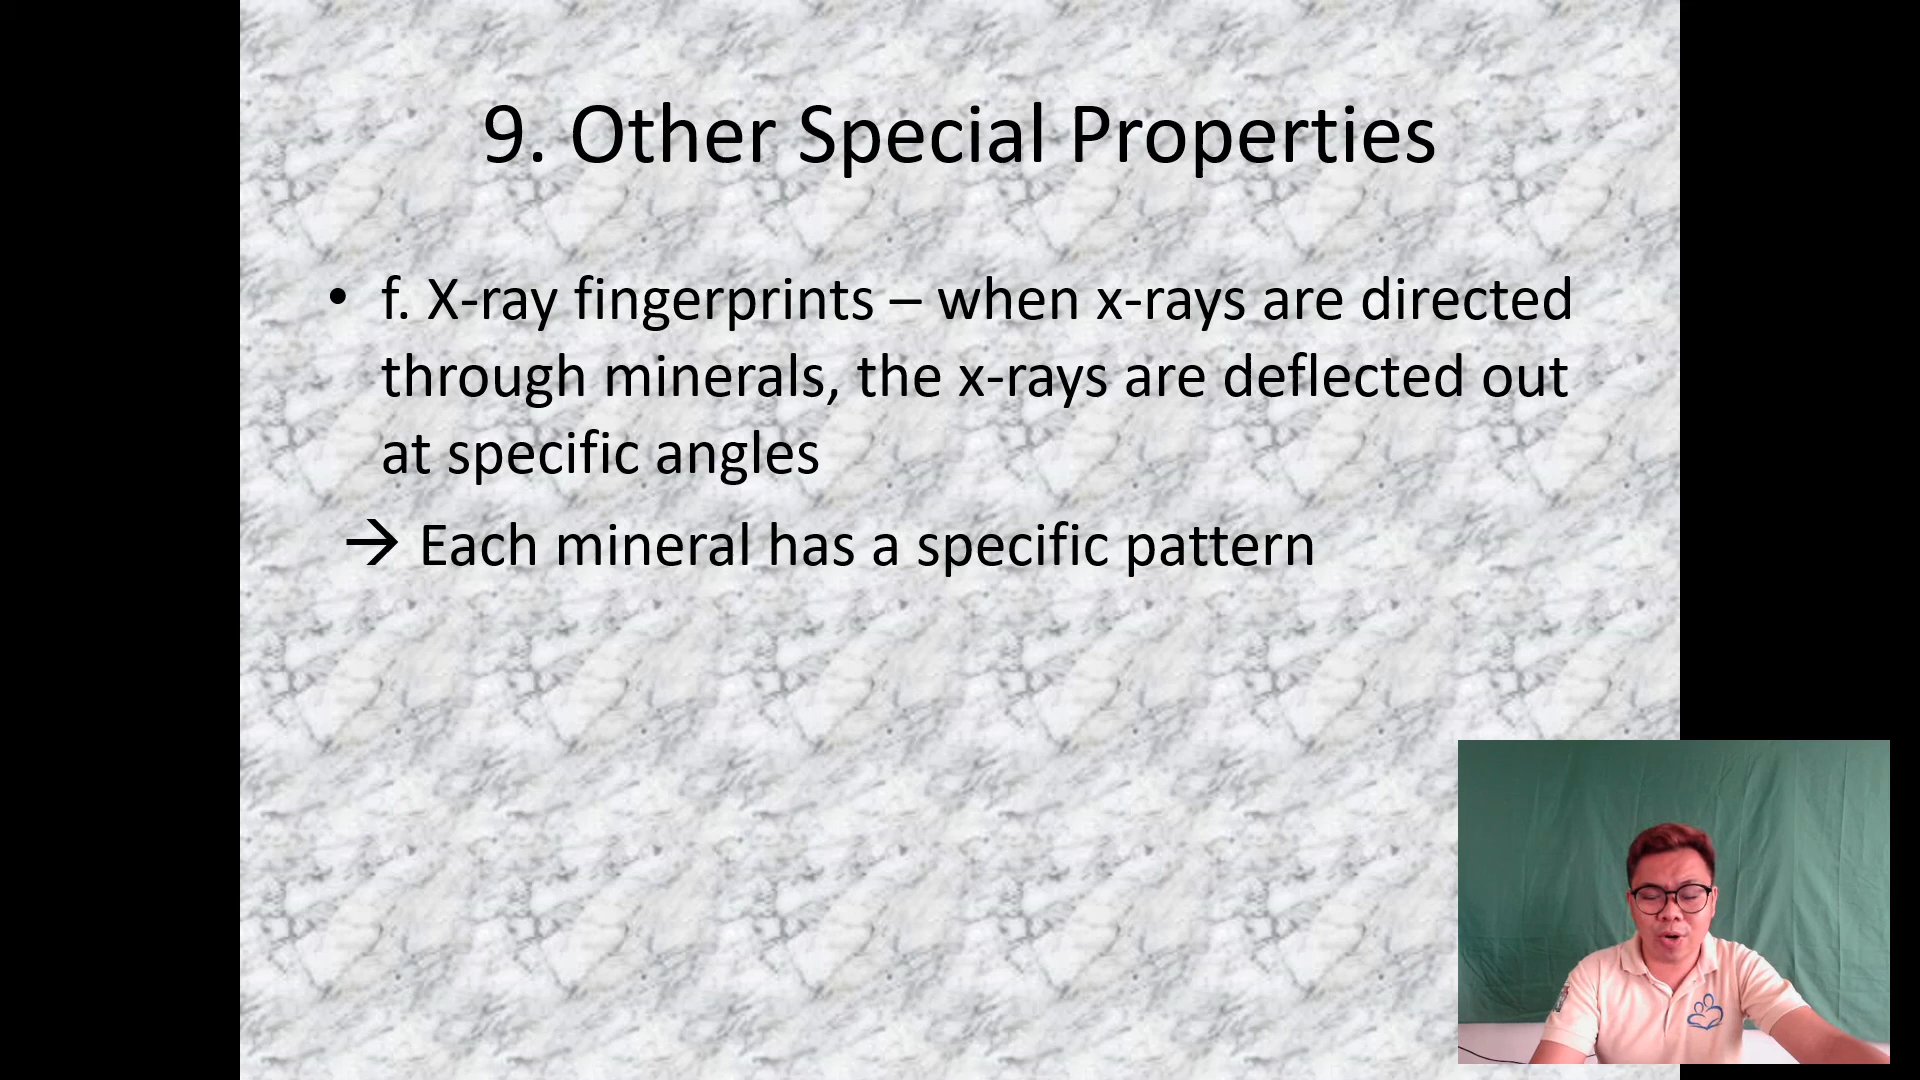 9. Other Special Properties
• f. X-ray fingerprints – when x-rays are directed
through minerals, the x-rays are deflected out
at specific angles
→ Each mineral has a specific pattern